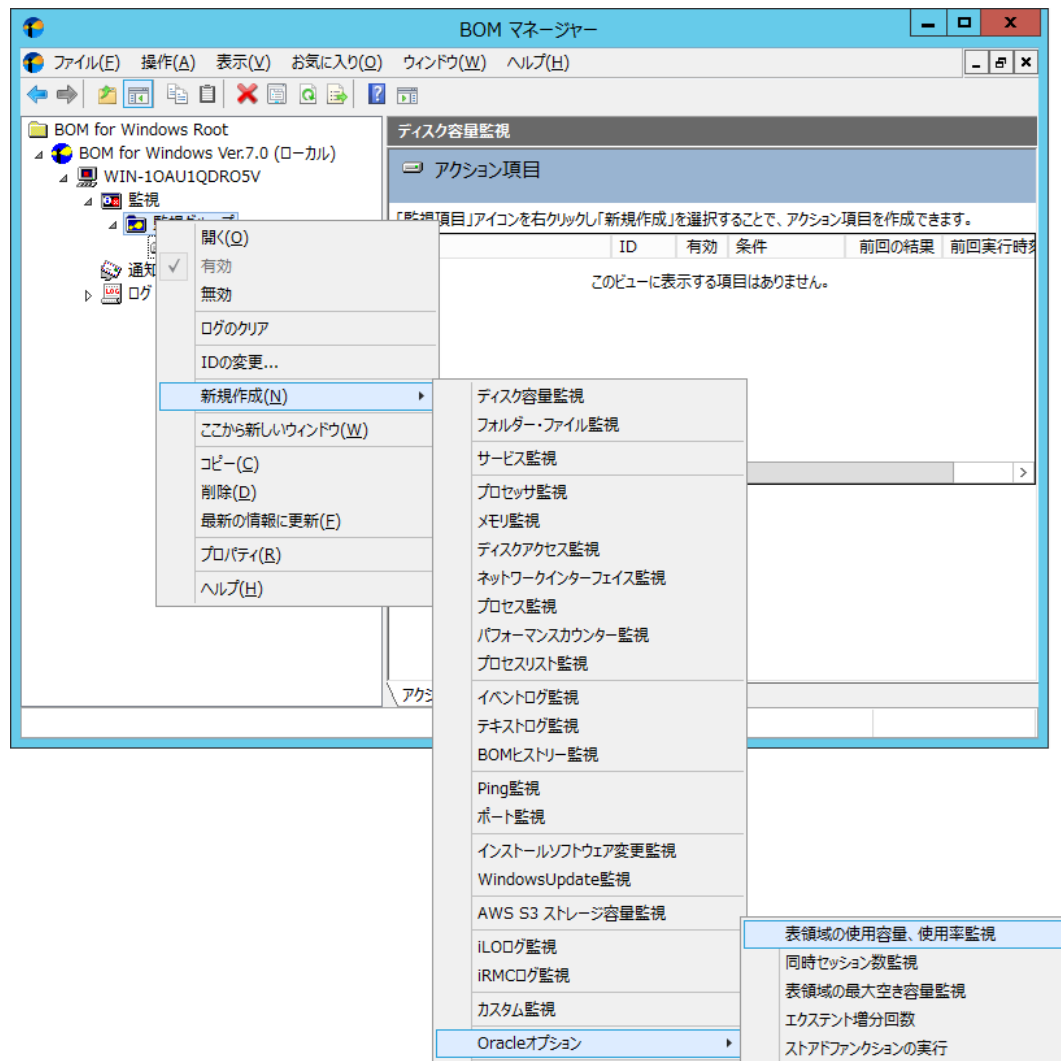 BOM マネージャー
ファイル(F) 操作(A) 表示(V) お気に入り(O) ウィンドウ(W) ヘルプ(H)
BOM for Windows Root
BOM for Windows Ver.7.0 (ローカル)
WIN-1OAU1QDRO5V
監視
監視グループ
通知
ログ
ディスク容量監視
アクション項目
「監視項目」アイコンを右クリックし「新規作成」を選択することで、アクション項目を作成できます。
ID 有効 条件 前回の結果 前回実行時刻
このビューに表示する項目はありません。
アクシ
開く(O)
有効
無効
ログのクリア
IDの変更...
新規作成(N)
ここから新しいウィンドウ(W)
コピー(C)
削除(D)
最新の情報に更新(F)
プロパティ(R)
ヘルプ(H)
ディスク容量監視
フォルダー・ファイル監視
サービス監視
プロセッサ監視
メモリ監視
ディスクアクセス監視
ネットワークインターフェイス監視
プロセス監視
パフォーマンスカウンター監視
プロセスリスト監視
イベントログ監視
テキストログ監視
BOMヒストリー監視
Ping監視
ポート監視
インストールソフトウェア変更監視
WindowsUpdate監視
AWS S3 ストレージ容量監視
iLOログ監視
iRMCログ監視
カスタム監視
Oracleオプション
表領域の使用容量、使用率監視
同時セッション数監視
表領域の最大空き容量監視
エクステント増分回数
ストアドファンクションの実行